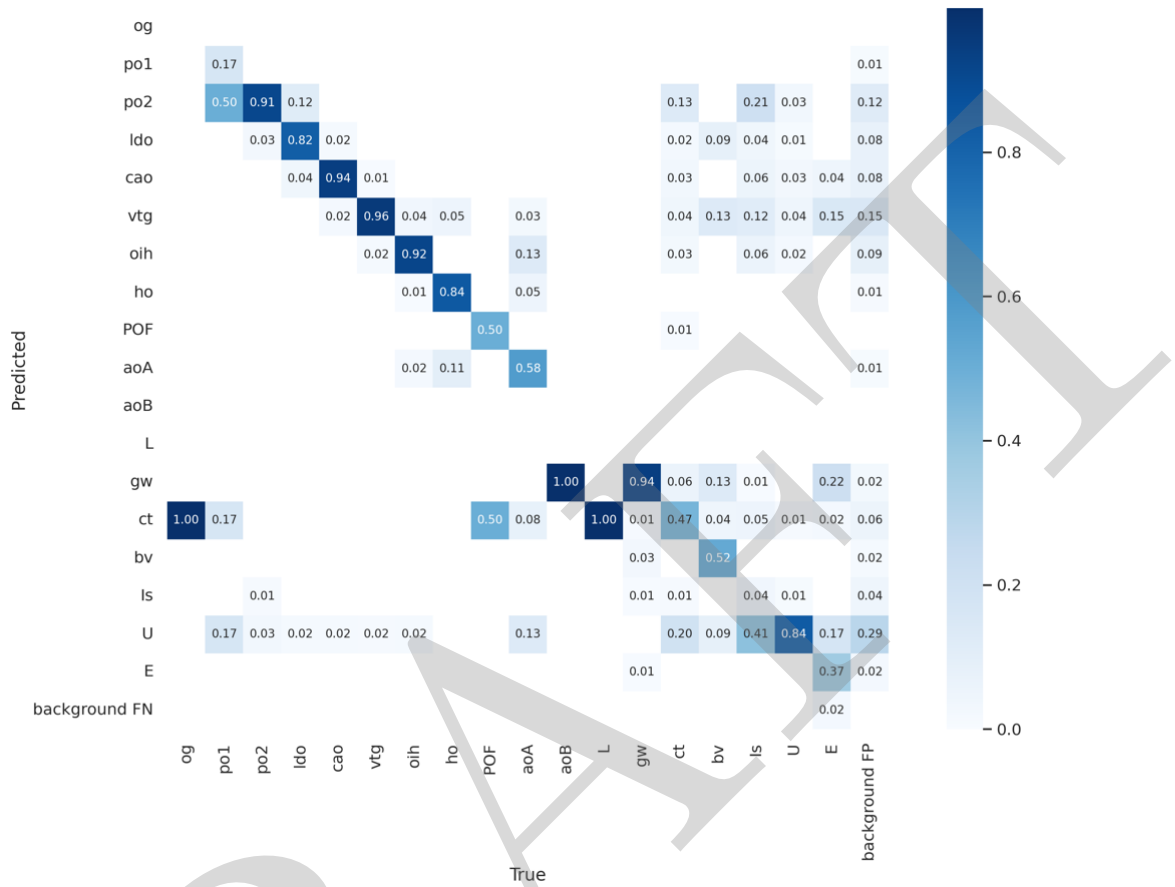 og
po1 0.17 0.01
po2 0.50 0.91 0.12 0.13 0.21 0.03 0.12
ldo 0.03 0.82 0.02 0.02 0.09 0.04 0.01 0.08
0.8
cao 0.04 0.94 0.01 0.03 0.06 0.03 0.04 0.08
vtg 0.02 0.96 0.04 0.05 0.03 0.04 0.13 0.12 0.04 0.15 0.15
oih 0.02 0.92 0.13 0.03 0.06 0.02 0.09
ho 0.01 0.84 0.05 0.01
0.6
POF 0.50 0.01
Predicted
aoA 0.02 0.11 0.58 0.01
aoB
L
0.4
gw 1.00 0.94 0.06 0.13 0.01 0.22 0.02
ct 1.00 0.17 0.50 0.08 1.00 0.01 0.47 0.04 0.05 0.01 0.02 0.06
bv 0.03 0.52 0.02
0.2
ls 0.01 0.01 0.01 0.04 0.01 0.04
U 0.17 0.03 0.02 0.02 0.02 0.02 0.13 0.20 0.09 0.41 0.84 0.17 0.29
E 0.01 0.37 0.02
background FN 0.02
0.0
og po1 po2 ldo cao vtg oih ho POF aoA aoB L gw ct bv ls U E background FP
True
DRAFT